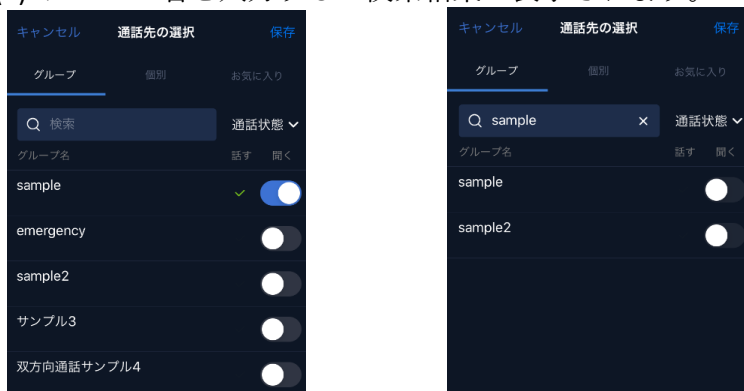 キャンセル 通話先の選択 保存
グループ 個別 お気に入り
検索 通話状態
グループ名 話す 聞く
sample
emergency
sample2
サンプル3
双方向通話サンプル4
キャンセル 通話先の選択 保存
グループ 個別 お気に入り
sample × 通話状態
グループ名 話す 聞く
sample
sample2